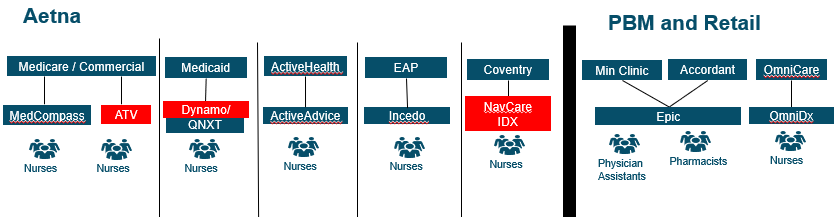 Aetna
PBM and Retail
Medicare / Commercial
Medicaid
ActiveHealth
EAP
Coventry
Min Clinic
Accordant
OmniCare
MedCompass
ATV
Dynamo/
QNXT
ActiveAdvice
Incedo
NavCare
IDX
Epic
OmniDx
Nurses
Nurses
Nurses
Nurses
Nurses
Nurses
Physician
Assistants
Pharmacists
Nurses